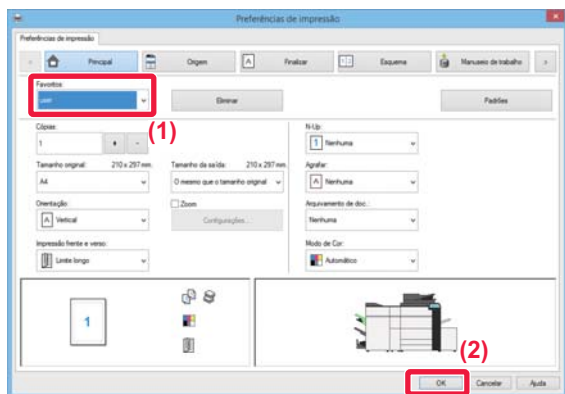 Preferências de impressão
Preferências de impressão
Principal Origen Finalizar Esquema Manuseio de trabalho
Favoritos:
user Eliminar Padrões
(1)
Cópias: N-Up:
1 + - 1 Nenhuma
Tamanho original: 210 x 297 mm. Tamanho da saída: 210 x 297 mm. Agrafar:
A4 O mesmo que o tamanho original A Nenhuma
Orientação: Zoom Arquivamento de doc.:
A Vertical Configurações... Nenhuma
Impressão frente e verso: Modo de Cor:
Limite longo Automático
1
(2)
OK Cancelar Ajuda